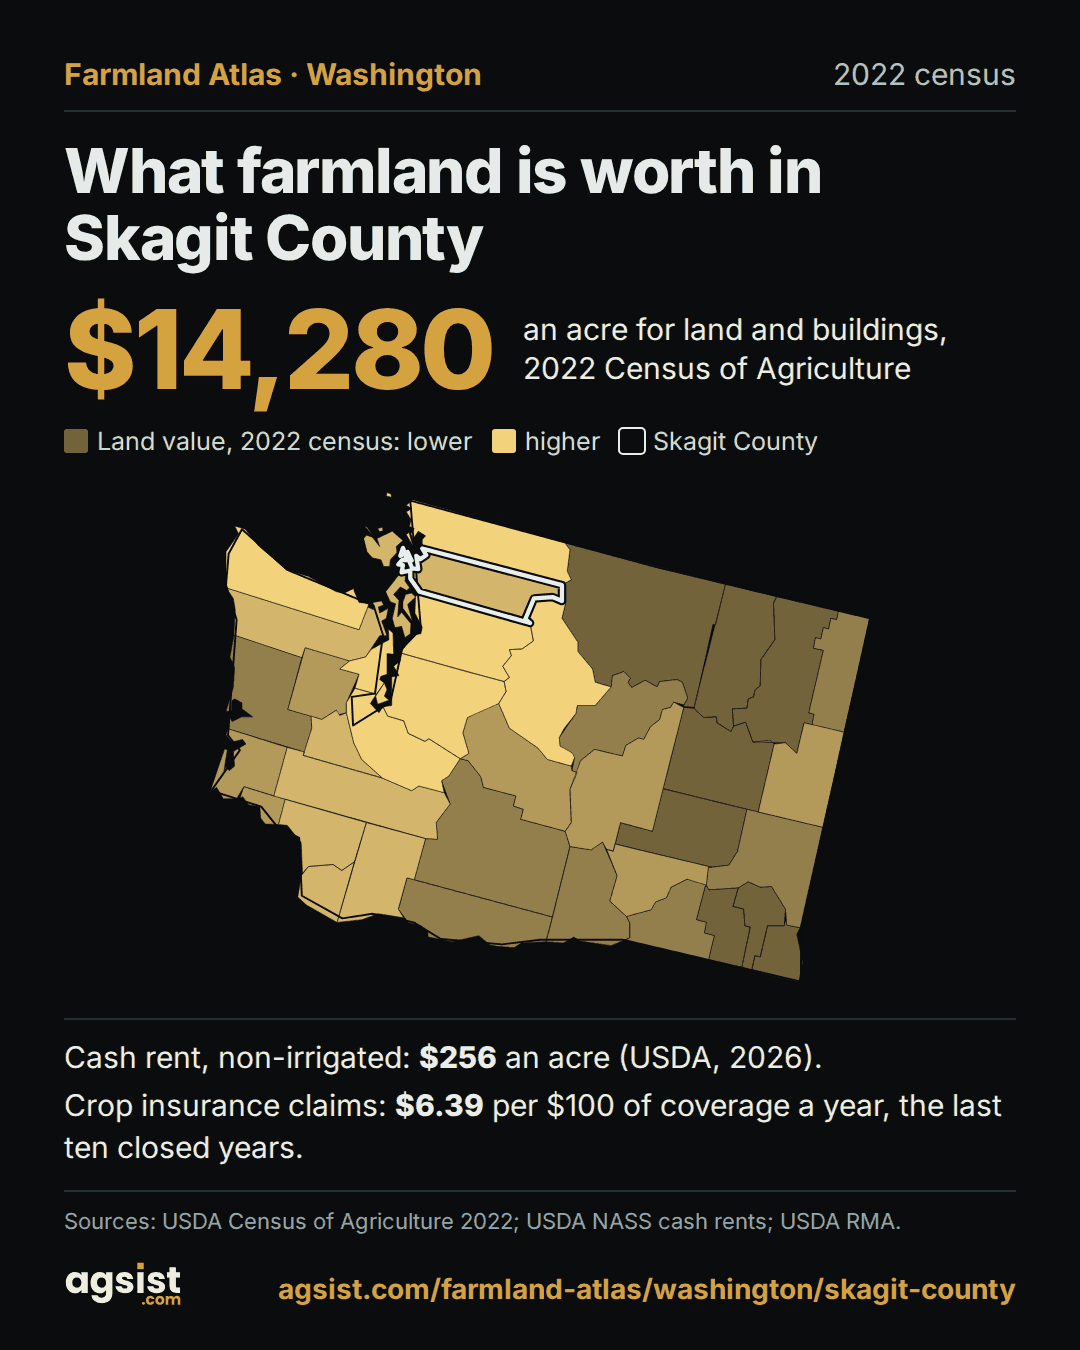 Farmland Atlas · Washington
2022 census
What farmland is worth in
Skagit County
$14,280
an acre for land and buildings,
2022 Census of Agriculture
Land value, 2022 census: lower
higher
Skagit County
Cash rent, non-irrigated: $256 an acre (USDA, 2026).
Crop insurance claims: $6.39 per $100 of coverage a year, the last
ten closed years.
Sources: USDA Census of Agriculture 2022; USDA NASS cash rents; USDA RMA.
agsist
.com
agsist.com/farmland-atlas/washington/skagit-county